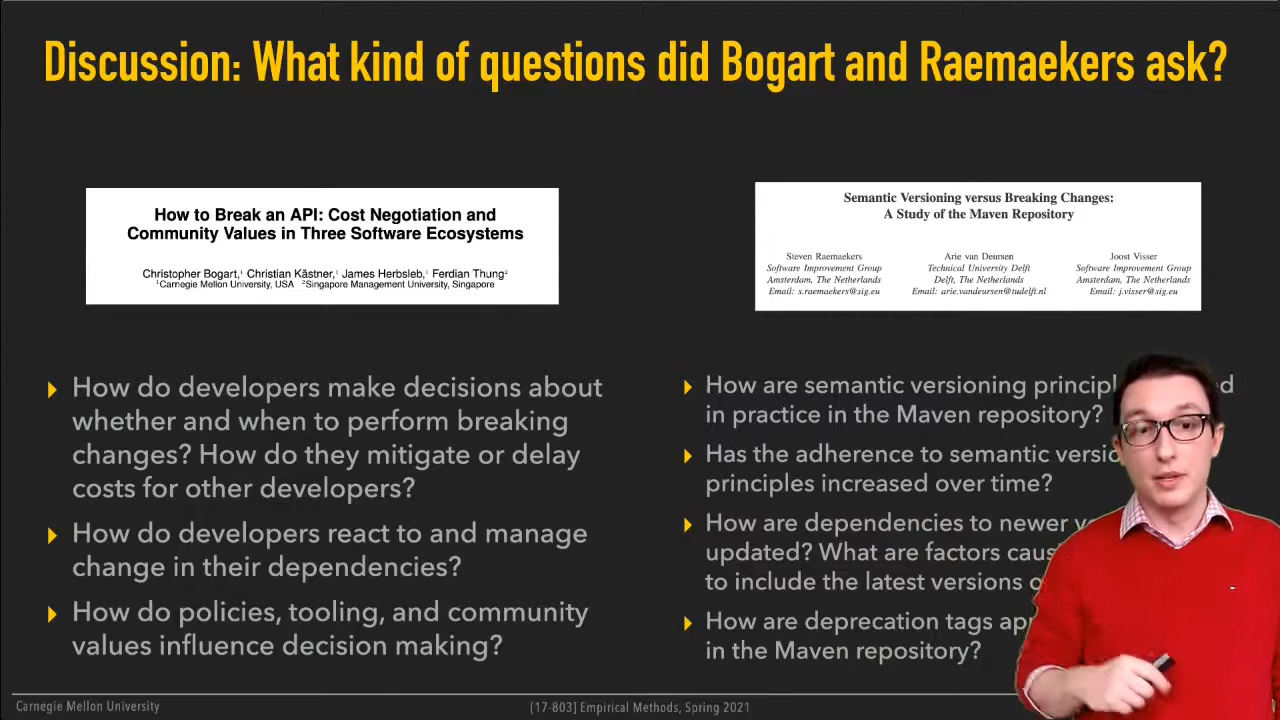 Discussion: What kind of questions did Bogart and Raemaekers ask?
How to Break an API: Cost Negotiation and
Community Values in Three Software Ecosystems
Christopher Bogart,¹ Christian Kästner,¹ James Herbsleb,¹ Ferdian Thung²
¹Carnegie Mellon University, USA ²Singapore Management University, Singapore
Semantic Versioning versus Breaking Changes:
A Study of the Maven Repository
Steven Raemaekers
Software Improvement Group
Amsterdam, The Netherlands
Email: s.raemaekers@sig.eu
Arie van Deursen
Technical University Delft
Delft, The Netherlands
Email: arie.vandeursen@tudelft.nl
Joost Visser
Software Improvement Group
Amsterdam, The Netherlands
Email: j.visser@sig.eu
How do developers make decisions about
whether and when to perform breaking
changes? How do they mitigate or delay
costs for other developers?
How do developers react to and manage
change in their dependencies?
How do policies, tooling, and community
values influence decision making?
How are semantic versioning
in practice in the Maven repository?
Has the adherence to semantic
principles increased over time?
How are dependencies to newer
updated? What are factors
to include the latest versions
How are deprecation tags
in the Maven repository?
Carnegie Mellon University
[17-803] Empirical Methods, Spring 2021